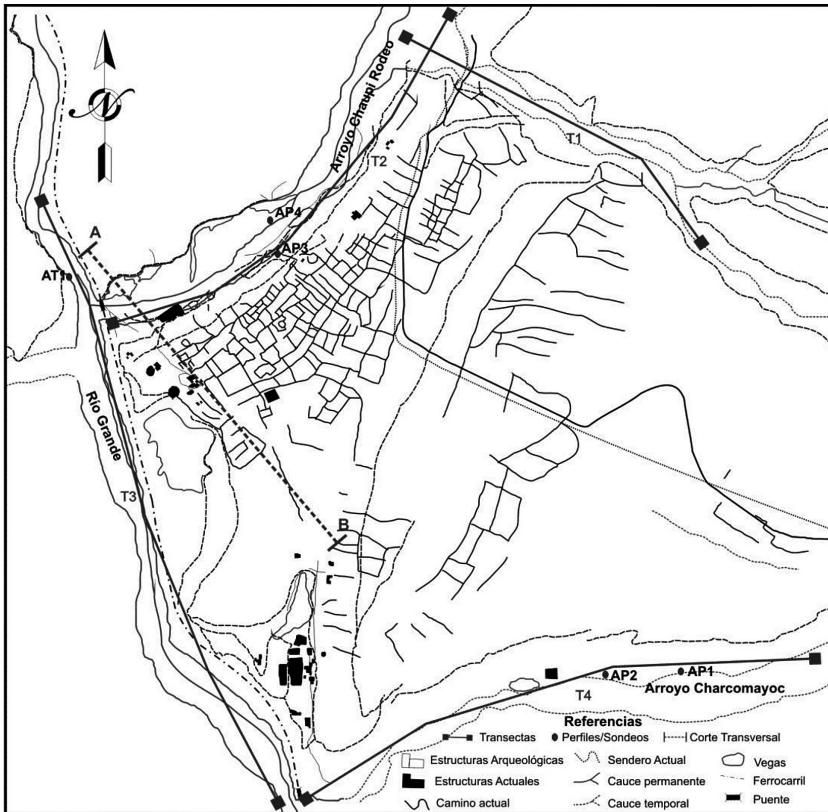 N
Arroyo Chaupi Rodeo
T1
T2
AP4
A
AP3
AT1
Rio Grande
T3
B
AP2
AP1
T4
Arroyo Charcomayoc
Referencias
Transectas
Perfiles/Sondeos
Corte Transversal
Estructuras Arqueológicas
Sendero Actual
Vegas
Estructuras Actuales
Cauce permanente
Ferrocarril
Camino actual
Cauce temporal
Puente